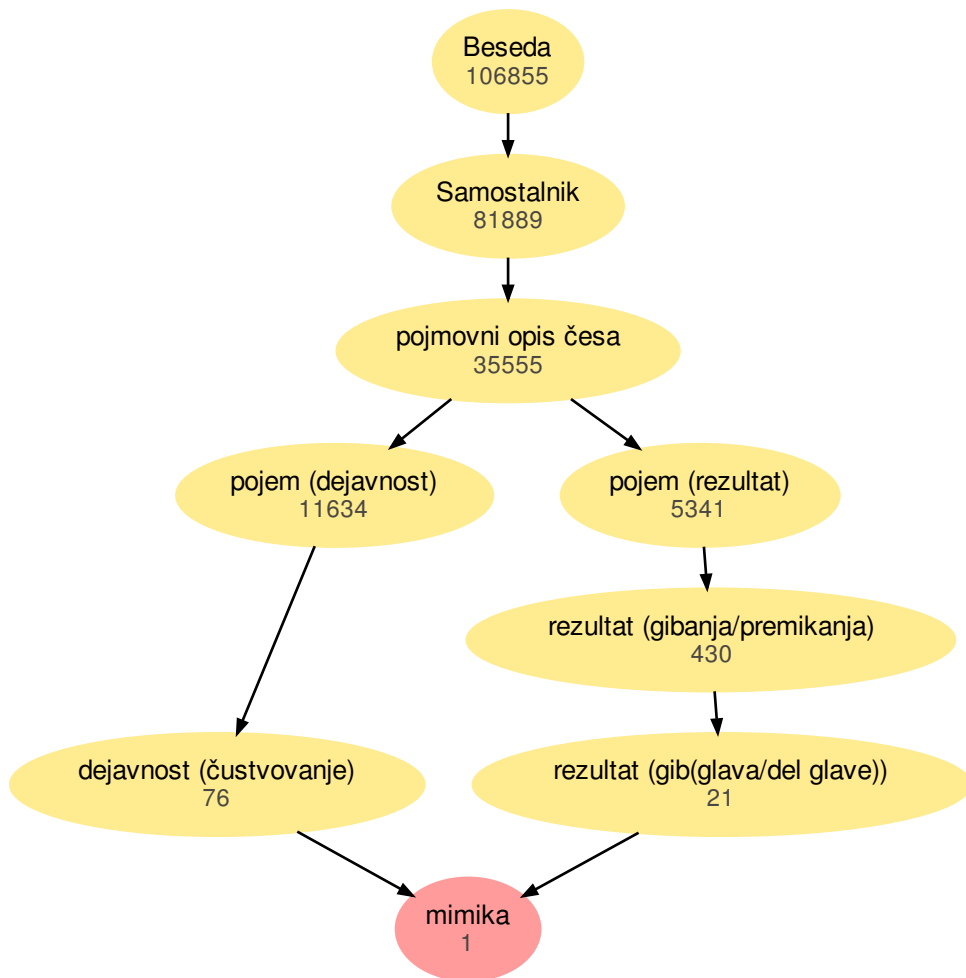 Beseda
106855
Samostalnik
81889
pojmovni opis česa
35555
pojem (dejavnost)
11634
pojem (rezultat)
5341
rezultat (gibanja/premikanja)
430
dejavnost (čustvovanje)
76
rezultat (gib(glava/del glave))
21
mimika
1